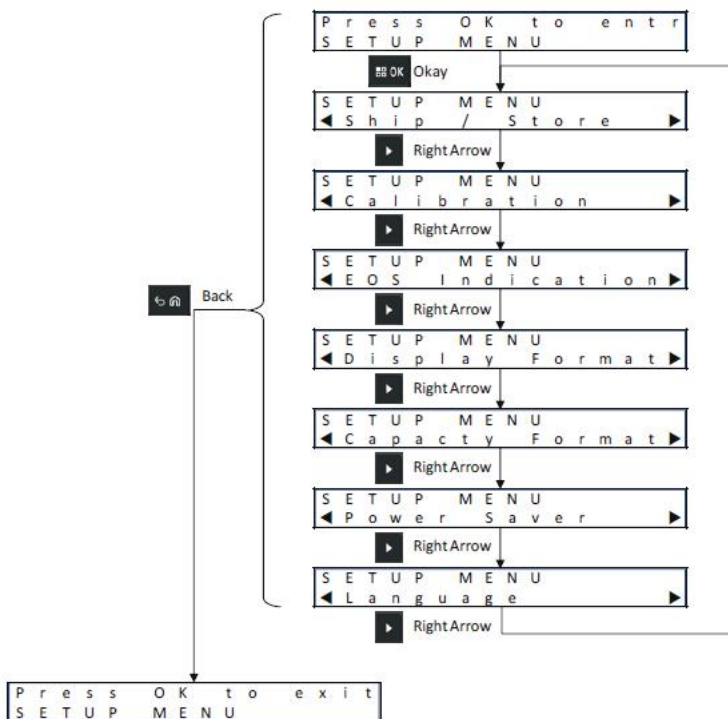 Press OK to entr
SETUP MENU
OK Okay
SETUP MENU
◀Ship / Store ▶
Right Arrow
SETUP MENU
◀Calibration ▶
Right Arrow
SETUP MENU
◀EOS Indication▶
Back
Right Arrow
SETUP MENU
◀Display Format▶
Right Arrow
SETUP MENU
◀Capacty Format▶
Right Arrow
SETUP MENU
◀Power Saver ▶
Right Arrow
SETUP MENU
◀Language ▶
Right Arrow
Press OK to exit
SETUP MENU